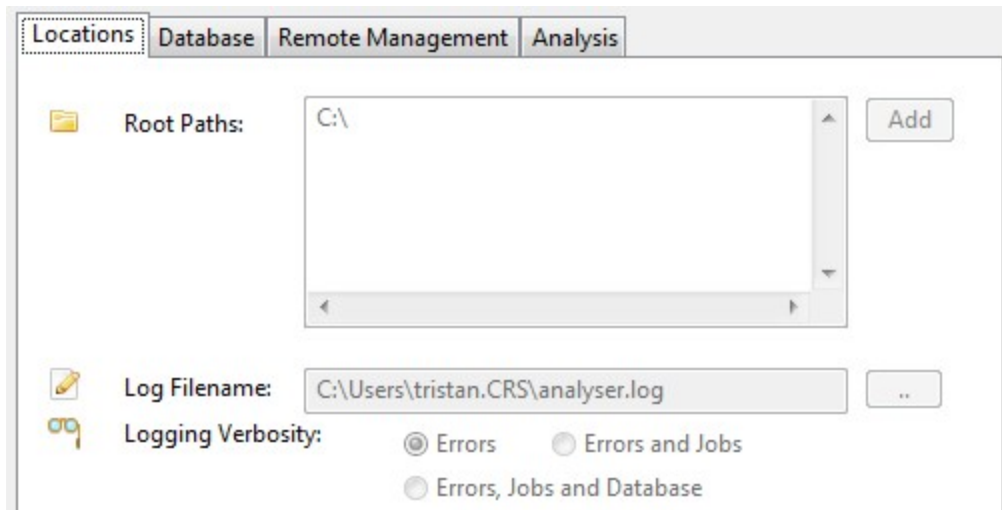 Locations Database Remote Management Analysis
Root Paths: C:\ Add
Log Filename: C:\Users\tristan.CRS\analyser.log ..
Logging Verbosity: Errors Errors and Jobs
Errors, Jobs and Database